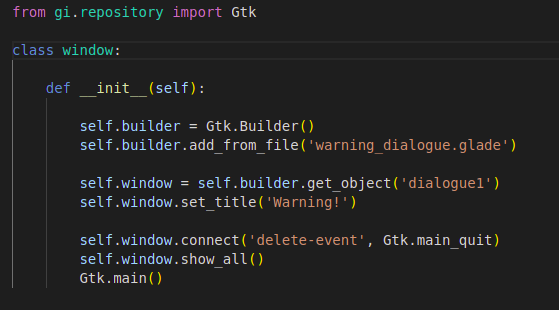 from gi.repository import Gtk
class window:
def __init__(self):
self.builder = Gtk.Builder()
self.builder.add_from_file('warning_dialogue.glade')
self.window = self.builder.get_object('dialogue1')
self.window.set_title('Warning!')
self.window.connect('delete-event', Gtk.main_quit)
self.window.show_all()
Gtk.main()